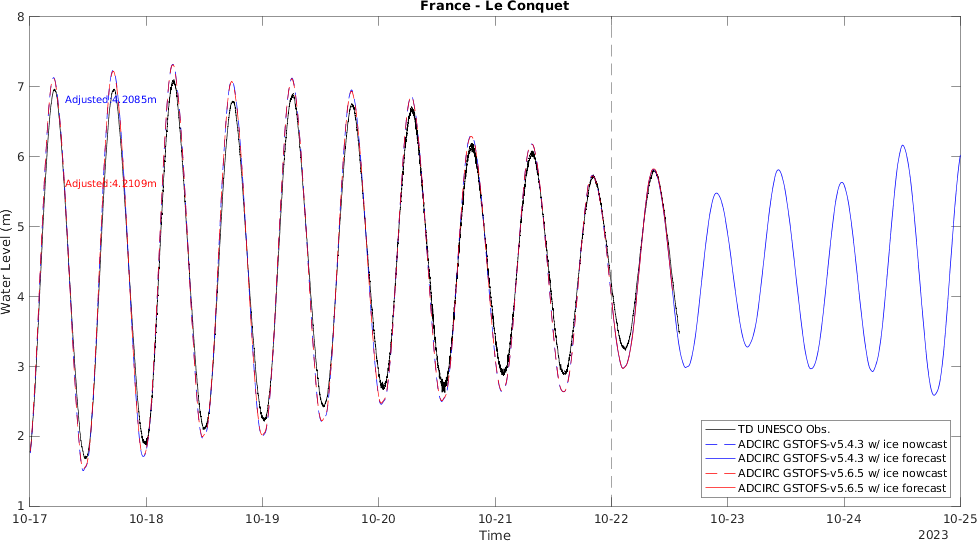 France - Le Conquet
8
7
6
5
4
3
2
1
Water Level (m)
Adjusted:4.2085m
Adjusted:4.2109m
TD UNESCO Obs.
ADCIRC GSTOFS-v5.4.3 w/ ice nowcast
ADCIRC GSTOFS-v5.4.3 w/ ice forecast
ADCIRC GSTOFS-v5.6.5 w/ ice nowcast
ADCIRC GSTOFS-v5.6.5 w/ ice forecast
10-17 10-18 10-19 10-20 10-21 10-22 10-23 10-24 10-25
Time
2023